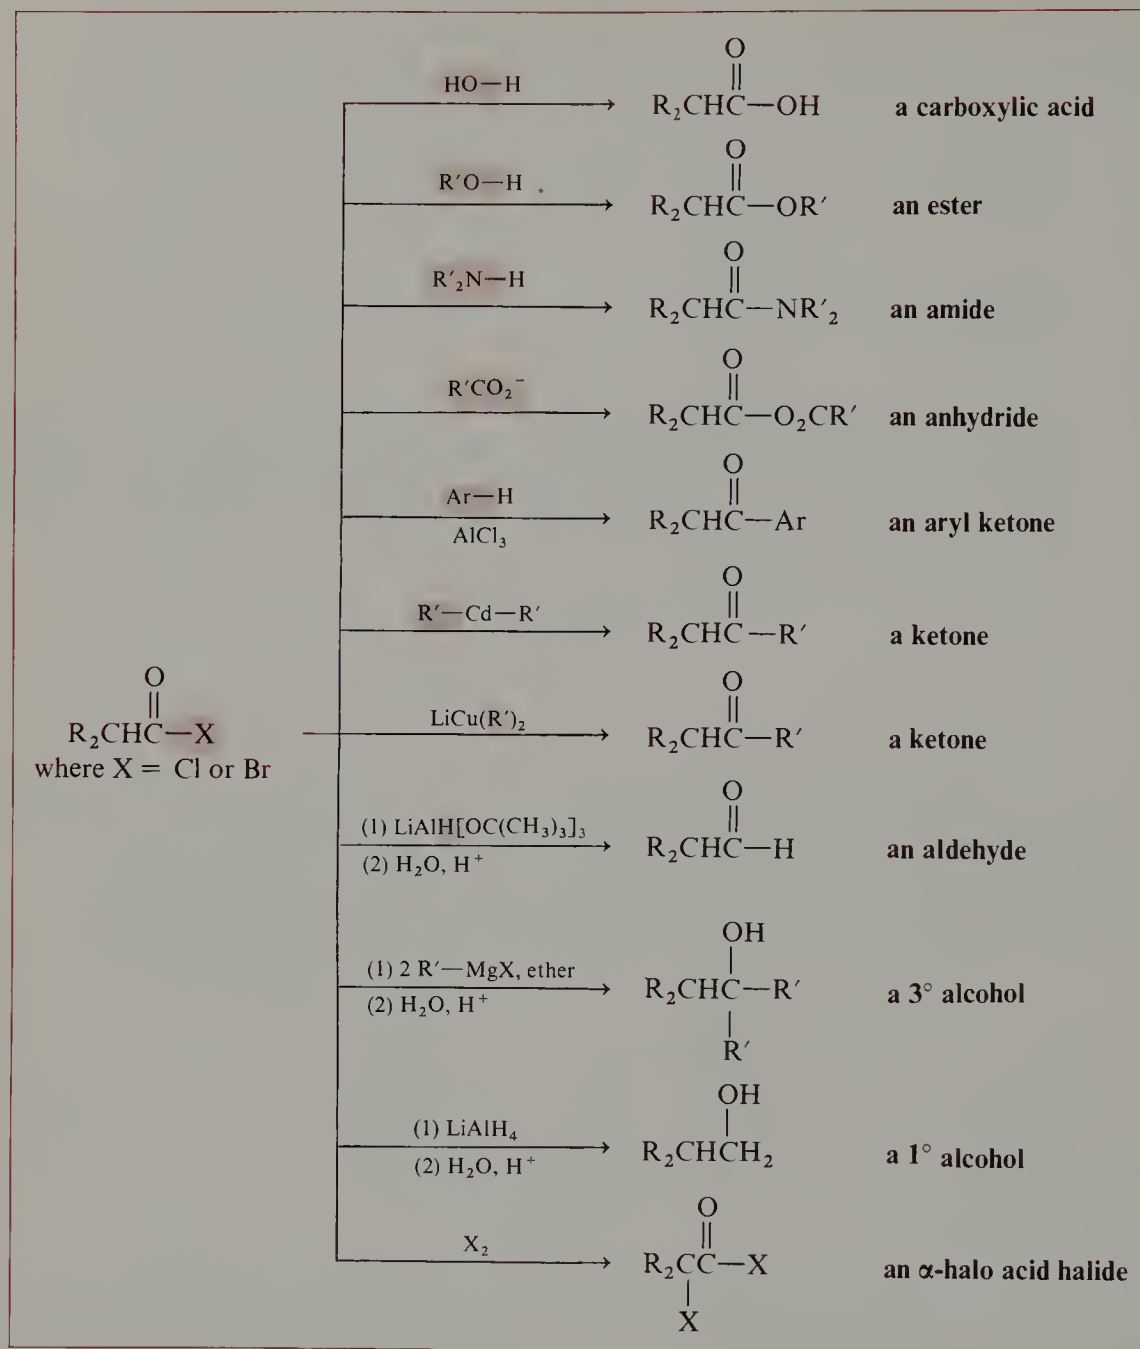 HO—H
O
||
R₂CHC—OH a carboxylic acid
R′O—H
O
||
R₂CHC—OR′ an ester
R′₂N—H
O
||
R₂CHC—NR′₂ an amide
R′CO₂⁻
O
||
R₂CHC—O₂CR′ an anhydride
Ar—H
AlCl₃
O
||
R₂CHC—Ar an aryl ketone
R′—Cd—R′
O
||
R₂CHC—R′ a ketone
O
||
R₂CHC—X
where X = Cl or Br
LiCu(R′)₂
O
||
R₂CHC—R′ a ketone
(1) LiAlH[OC(CH₃)₃]₃
(2) H₂O, H⁺
O
||
R₂CHC—H an aldehyde
(1) 2 R′—MgX, ether
(2) H₂O, H⁺
OH
|
R₂CHC—R′ a 3° alcohol
|
R′
(1) LiAlH₄
(2) H₂O, H⁺
OH
|
R₂CHCH₂ a 1° alcohol
X₂
O
||
R₂CC—X an α-halo acid halide
|
X